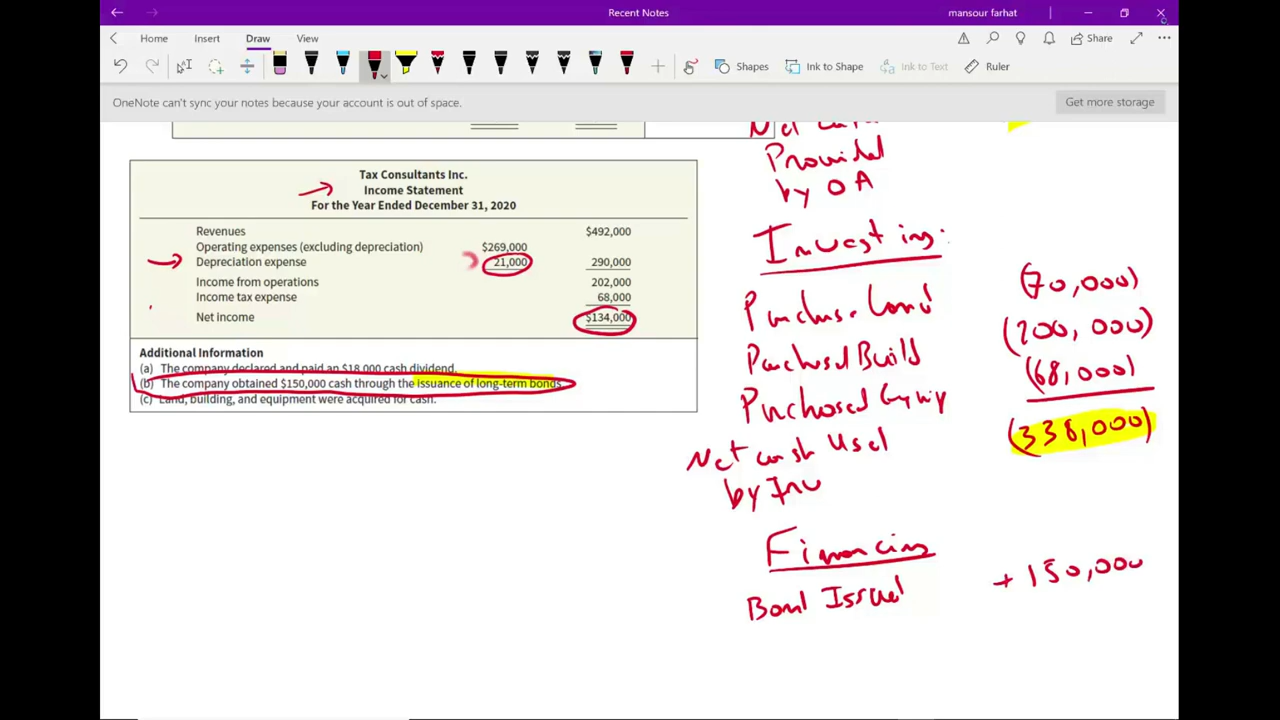 Recent Notes
mansour farhat
Home
Insert
Draw
View
Share
Shapes
Ink to Shape
Ink to Text
Ruler
OneNote can't sync your notes because your account is out of space.
Get more storage
Provided
by OA
Tax Consultants Inc.
Income Statement
For the Year Ended December 31, 2020
Revenues $492,000
Operating expenses (excluding depreciation) $269,000
Depreciation expense 21,000 290,000
Income from operations 202,000
Income tax expense 68,000
Net income $134,000
Additional Information
(a) The company declared and paid an $18,000 cash dividend.
(b) The company obtained $150,000 cash through the issuance of long-term bonds.
(c) Land, building, and equipment were acquired for cash.
Investing:
Purchase Land (70,000)
Purchased Build (200,000)
Purchased Equip (68,000)
Net cash Used (338,000)
by Inv
Financing
Bond Issued +150,000